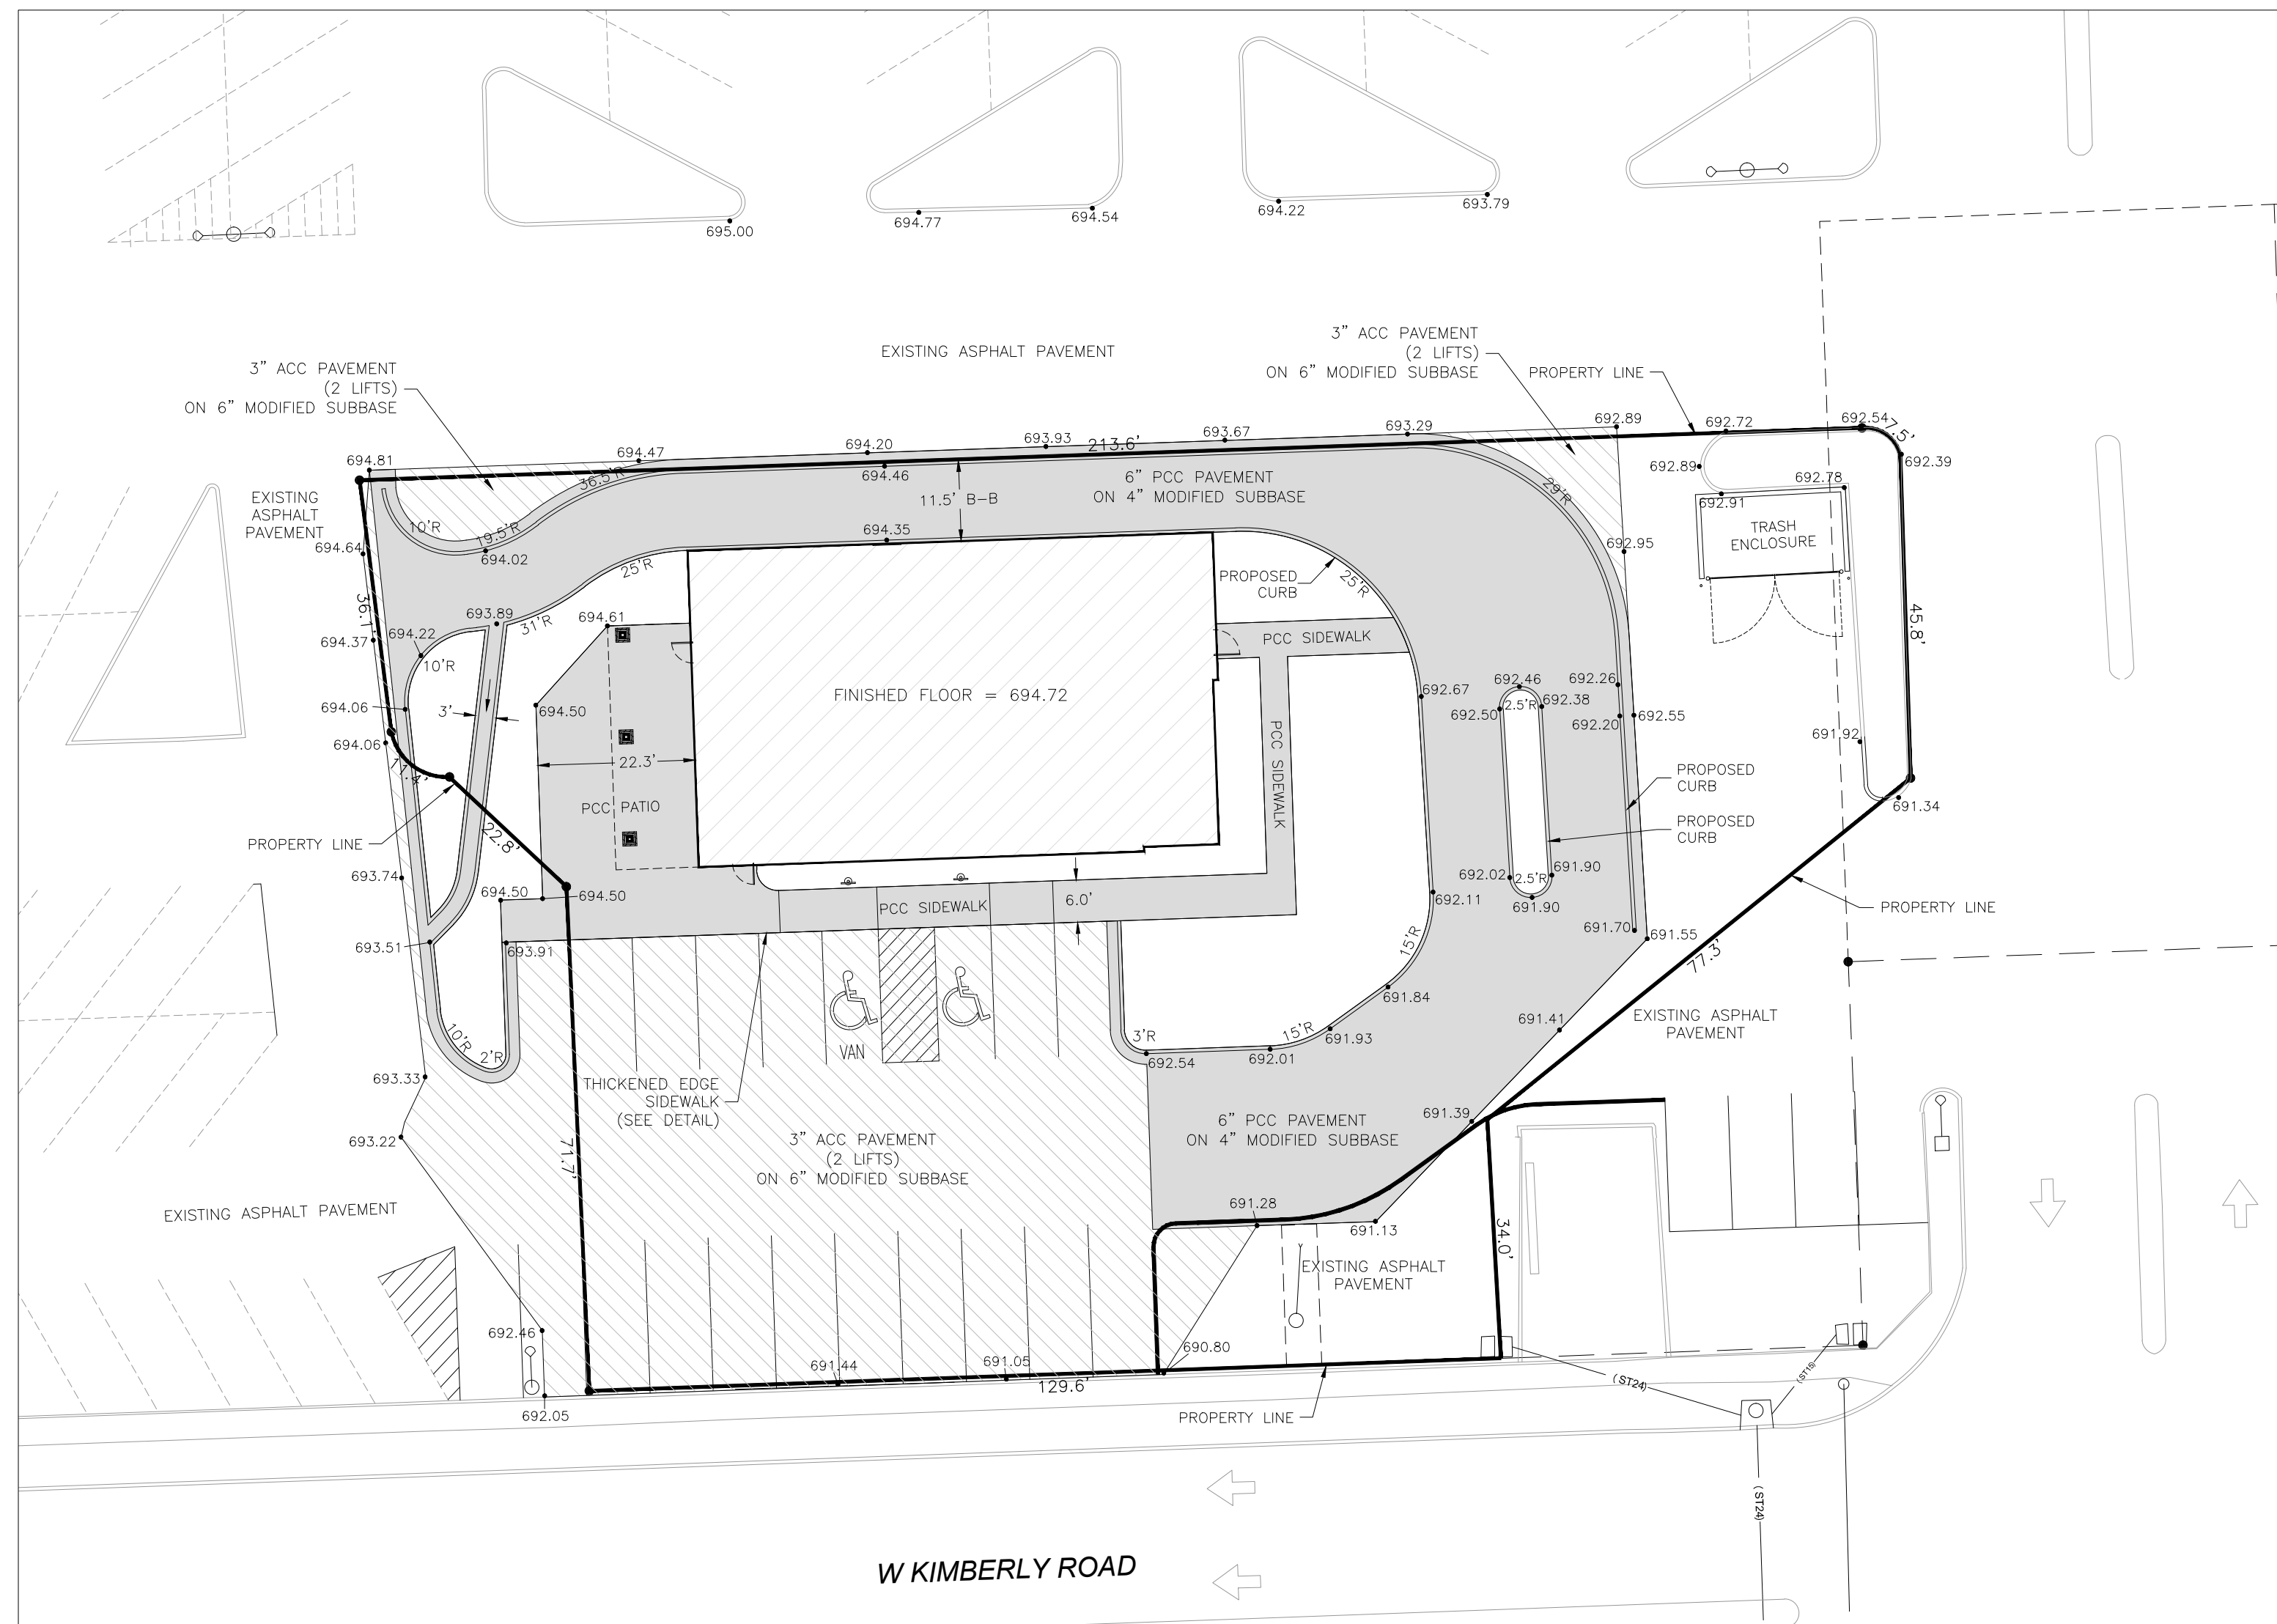 695.00
694.77
694.54
694.22
693.79
3" ACC PAVEMENT
(2 LIFTS)
ON 6" MODIFIED SUBBASE
EXISTING ASPHALT PAVEMENT
3" ACC PAVEMENT
(2 LIFTS)
ON 6" MODIFIED SUBBASE
PROPERTY LINE
694.81
694.47
694.20
693.93
693.67
693.29
692.89
692.72
692.54
7.5'
213.6'
694.46
692.39
692.89
692.78
692.91
EXISTING
ASPHALT
PAVEMENT
36.5'R
11.5' B-B
6" PCC PAVEMENT
ON 4" MODIFIED SUBBASE
29'R
10'R
19.5'R
694.02
694.35
694.64
692.95
TRASH
ENCLOSURE
25'R
PROPOSED
CURB
25'R
36.1'
693.89
31'R
694.61
694.22
694.37
10'R
PCC SIDEWALK
45.8'
FINISHED FLOOR = 694.72
694.06
3'
694.50
692.67
692.46
692.50
2.5'R
692.38
692.26
692.20
692.55
694.06
11.4'
22.3'
PCC SIDEWALK
691.92
PCC PATIO
PROPOSED
CURB
691.34
PROPERTY LINE
22.8'
PROPOSED
CURB
693.74
694.50
694.50
692.02
2.5'R
691.90
691.90
692.11
PCC SIDEWALK
6.0'
PROPERTY LINE
693.51
693.91
691.70
691.55
15'R
77.3'
691.84
10'R
2'R
3'R
692.54
15'R
692.01
691.93
691.41
EXISTING ASPHALT
PAVEMENT
VAN
693.33
THICKENED EDGE
SIDEWALK
(SEE DETAIL)
693.22
71.7'
3" ACC PAVEMENT
(2 LIFTS)
ON 6" MODIFIED SUBBASE
6" PCC PAVEMENT
ON 4" MODIFIED SUBBASE
691.39
EXISTING ASPHALT PAVEMENT
691.28
691.13
34.0'
EXISTING ASPHALT
PAVEMENT
692.46
690.80
691.44
691.05
129.6'
692.05
PROPERTY LINE
(ST24)
(ST15)
(ST24)
W KIMBERLY ROAD